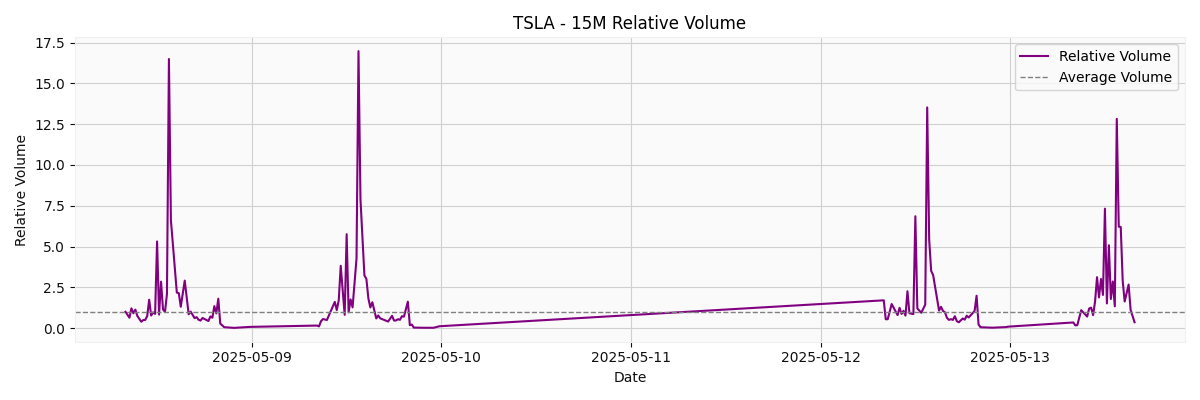 TSLA - 15M Relative Volume
17.5
15.0
12.5
10.0
7.5
5.0
2.5
0.0
Relative Volume
Relative Volume
Average Volume
2025-05-09
2025-05-10
2025-05-11
2025-05-12
2025-05-13
Date